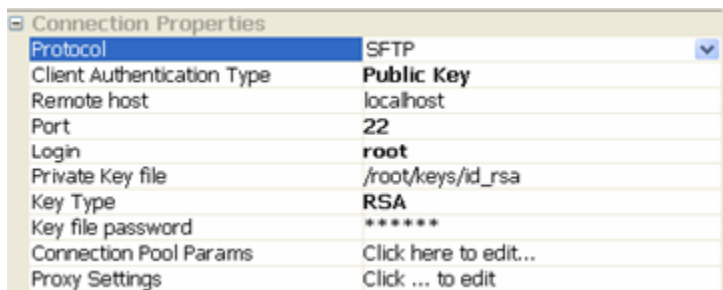 Connection Properties
Protocol SFTP
Client Authentication Type Public Key
Remote host localhost
Port 22
Login root
Private Key file /root/keys/id_rsa
Key Type RSA
Key file password ******
Connection Pool Params Click here to edit...
Proxy Settings Click ... to edit